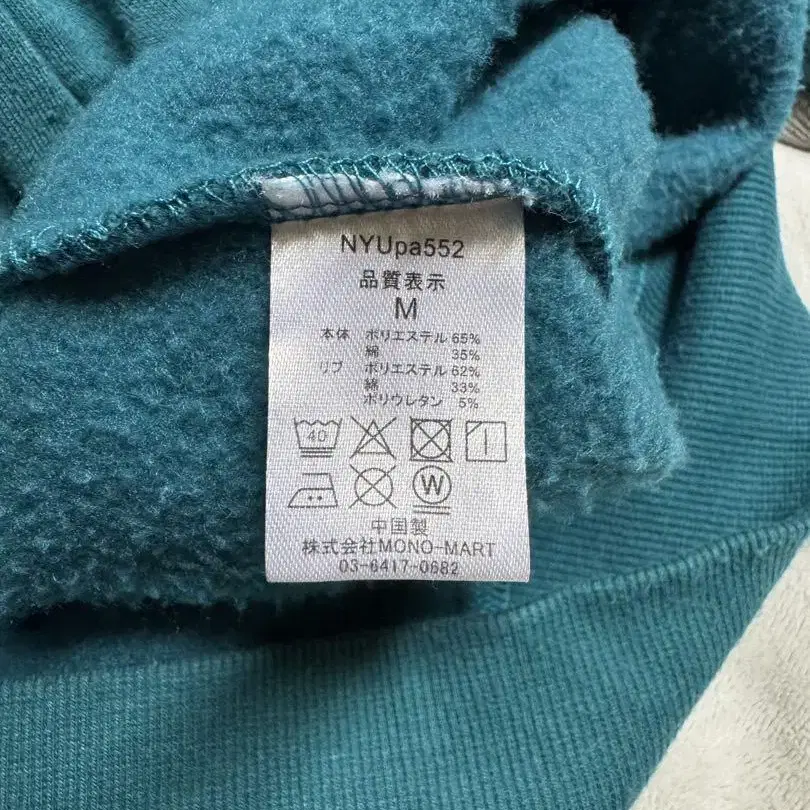 NYUpa552
品質表示
M
本体 ポリエステル 65%
綿 35%
リブ ポリエステル 62%
綿 33%
ポリウレタン 5%
40
W
中国製
株式会社MONO-MART
03-6417-0682